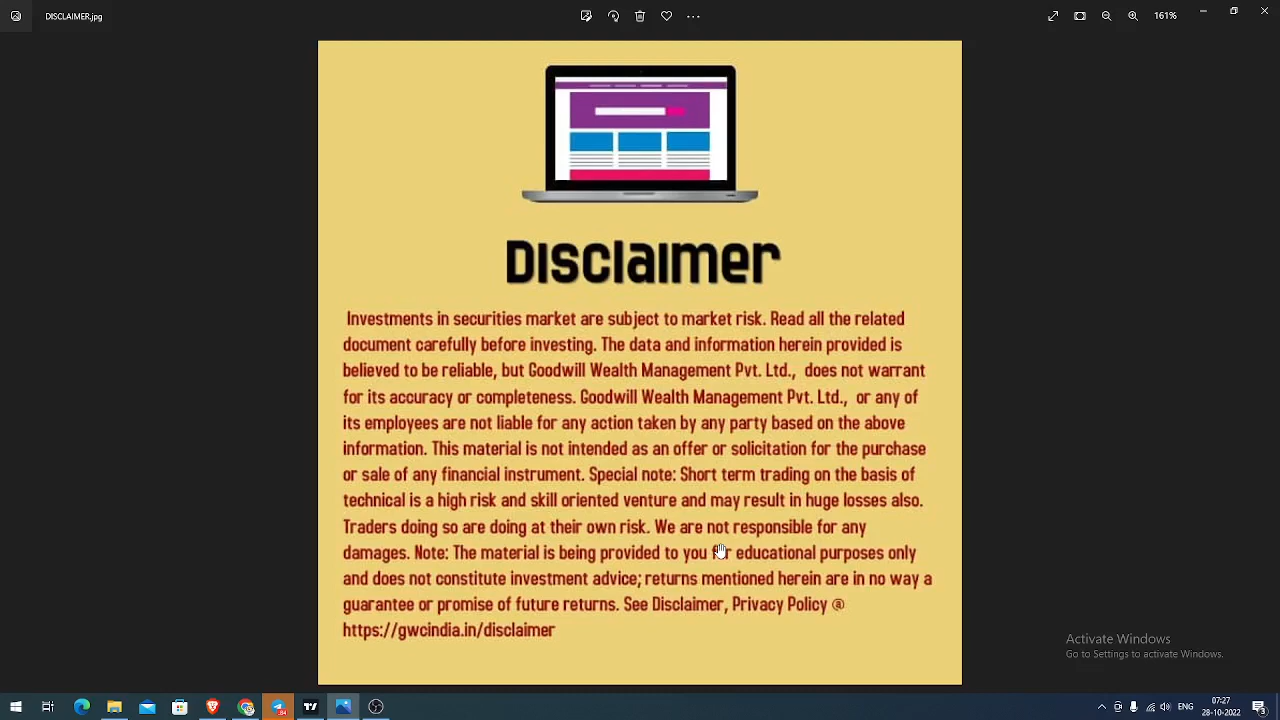 DISCLAIMER.jpg
Disclaimer
Investments in securities market are subject to market risk. Read all the related
document carefully before investing. The data and information herein provided is
believed to be reliable, but Goodwill Wealth Management Pvt. Ltd., does not warrant
for its accuracy or completeness. Goodwill Wealth Management Pvt. Ltd., or any of
its employees are not liable for any action taken by any party based on the above
information. This material is not intended as an offer or solicitation for the purchase
or sale of any financial instrument. Special note: Short term trading on the basis of
technical is a high risk and skill oriented venture and may result in huge losses also.
Traders doing so are doing at their own risk. We are not responsible for any
damages. Note: The material is being provided to you for educational purposes only
and does not constitute investment advice; returns mentioned herein are in no way a
guarantee or promise of future returns. See Disclaimer, Privacy Policy @
https://gwcindia.in/disclaimer
Activate Windows
Go to Settings to activate Windows.
07:27
28-10-2022